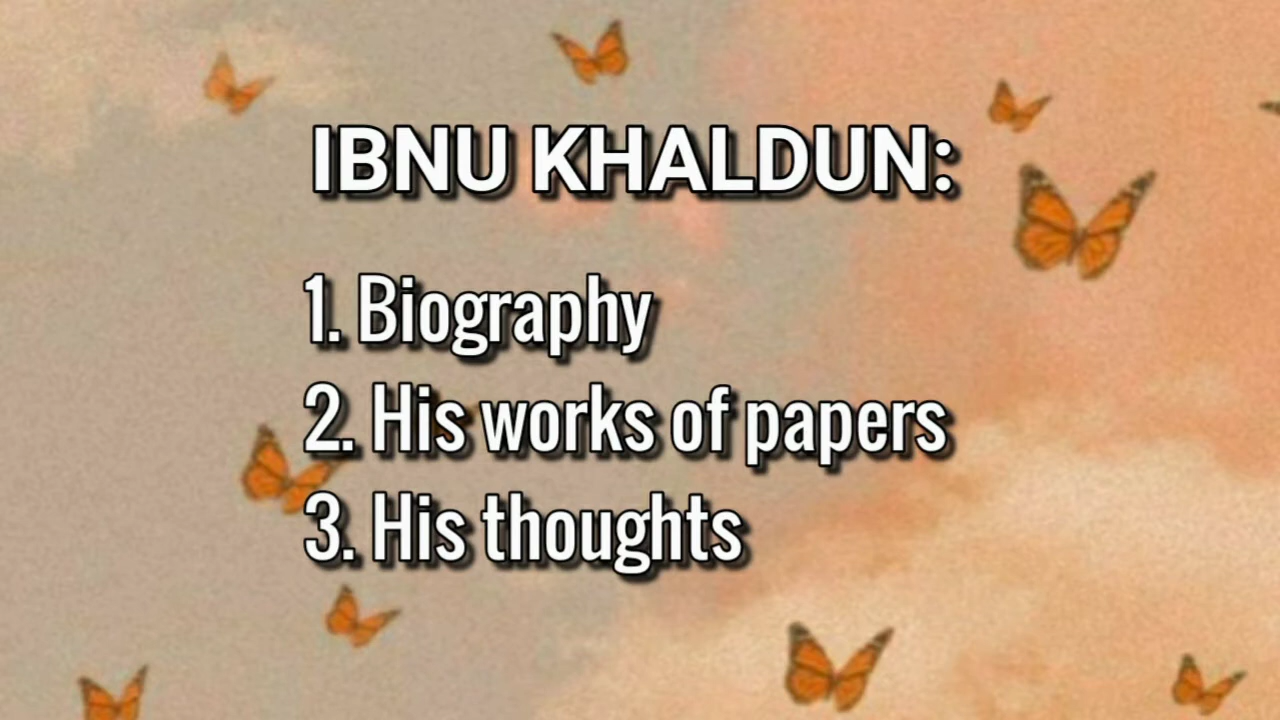 IBNU KHALDUN:
1. Biography
2. His works of papers
3. His thoughts